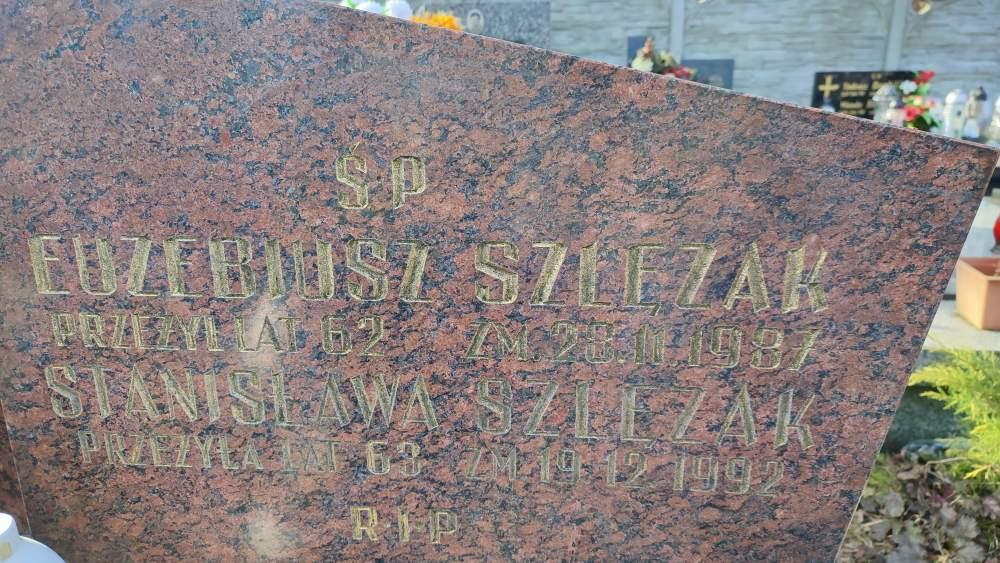 Ś.P
EUZEBIUSZ SZLĘZAK
PRZEŻYŁ LAT 62 ZM. 28.11 1987
STANISŁAWA SZLĘZAK
PRZEŻYŁA LAT 63 ZM 19.12.1992
R·I·P